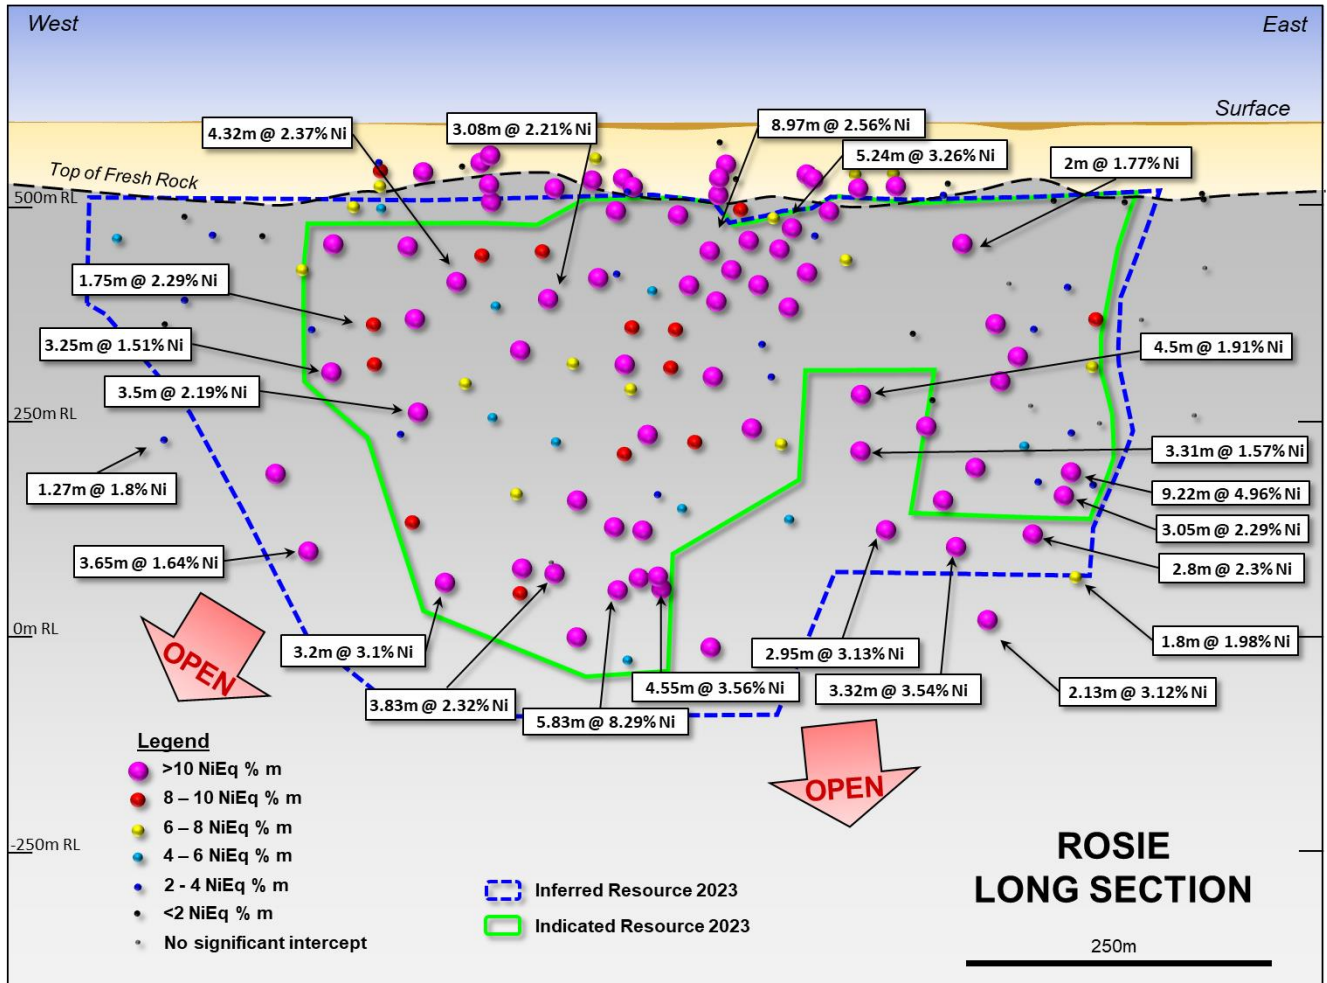 West
East
Surface
4.32m @ 2.37% Ni
3.08m @ 2.21% Ni
8.97m @ 2.56% Ni
5.24m @ 3.26% Ni
2m @ 1.77% Ni
Top of Fresh Rock
500m RL
1.75m @ 2.29% Ni
3.25m @ 1.51% Ni
4.5m @ 1.91% Ni
3.5m @ 2.19% Ni
250m RL
3.31m @ 1.57% Ni
1.27m @ 1.8% Ni
9.22m @ 4.96% Ni
3.05m @ 2.29% Ni
3.65m @ 1.64% Ni
2.8m @ 2.3% Ni
0m RL
OPEN
3.2m @ 3.1% Ni
2.95m @ 3.13% Ni
1.8m @ 1.98% Ni
3.83m @ 2.32% Ni
4.55m @ 3.56% Ni
3.32m @ 3.54% Ni
2.13m @ 3.12% Ni
5.83m @ 8.29% Ni
OPEN
Legend
>10 NiEq % m
8 – 10 NiEq % m
6 – 8 NiEq % m
4 – 6 NiEq % m
2 - 4 NiEq % m
<2 NiEq % m
No significant intercept
-250m RL
Inferred Resource 2023
Indicated Resource 2023
ROSIE
LONG SECTION
250m